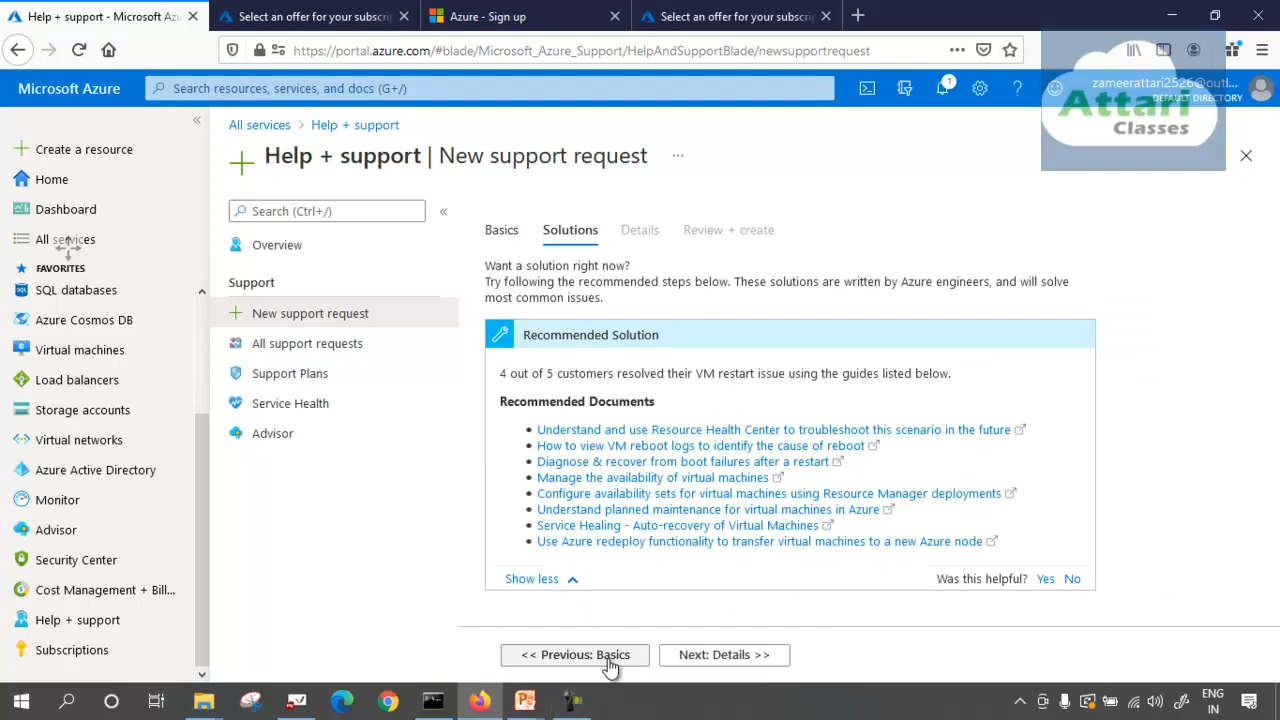 Help + support - Microsoft Az
Select an offer for your subscri
Azure - Sign up
Select an offer for your subscrip
https://portal.azure.com/#blade/Microsoft_Azure_Support/HelpAndSupportBlade/newsupportrequest
Microsoft Azure
Search resources, services, and docs (G+/)
1
zameerattari2526@outl...
DEFAULT DIRECTORY
Attari
Classes
All services > Help + support
Help + support | New support request
Create a resource
Home
Dashboard
All services
FAVORITES
SQL databases
Azure Cosmos DB
Virtual machines
Load balancers
Storage accounts
Virtual networks
Azure Active Directory
Monitor
Advisor
Security Center
Cost Management + Bill...
Help + support
Subscriptions
Search (Ctrl+/)
Overview
Support
New support request
All support requests
Support Plans
Service Health
Advisor
Basics Solutions Details Review + create
Want a solution right now?
Try following the recommended steps below. These solutions are written by Azure engineers, and will solve
most common issues.
Recommended Solution
4 out of 5 customers resolved their VM restart issue using the guides listed below.
Recommended Documents
• Understand and use Resource Health Center to troubleshoot this scenario in the future
• How to view VM reboot logs to identify the cause of reboot
• Diagnose & recover from boot failures after a restart
• Manage the availability of virtual machines
• Configure availability sets for virtual machines using Resource Manager deployments
• Understand planned maintenance for virtual machines in Azure
• Service Healing - Auto-recovery of Virtual Machines
• Use Azure redeploy functionality to transfer virtual machines to a new Azure node
Show less
Was this helpful? Yes No
<< Previous: Basics
Next: Details >>
ENG
IN